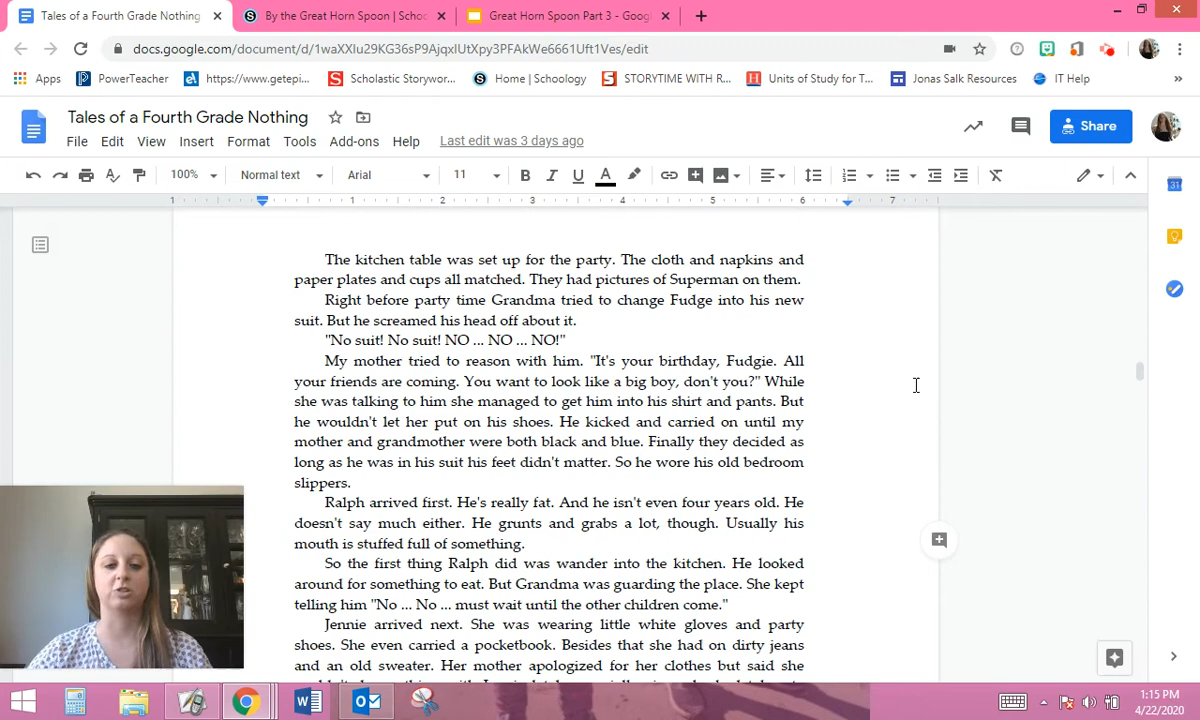 Tales of a Fourth Grade Nothing
By the Great Horn Spoon | Schoo
Great Horn Spoon Part 3 - Goog
docs.google.com/document/d/1waXXIu29KG36sP9AjqxlUtXpy3PFAkWe6661Uft1Ves/edit
Apps
PowerTeacher
https://www.getepi...
Scholastic Storywor...
Home | Schoology
STORYTIME WITH R...
Units of Study for T...
Jonas Salk Resources
IT Help
»
Tales of a Fourth Grade Nothing
File Edit View Insert Format Tools Add-ons Help Last edit was 3 days ago
Share
100% Normal text Arial 11 B I U A
1 1 2 3 4 5 6 7
31
The kitchen table was set up for the party. The cloth and napkins and
paper plates and cups all matched. They had pictures of Superman on them.
Right before party time Grandma tried to change Fudge into his new
suit. But he screamed his head off about it.
"No suit! No suit! NO ... NO ... NO!"
My mother tried to reason with him. "It's your birthday, Fudgie. All
your friends are coming. You want to look like a big boy, don't you?" While
she was talking to him she managed to get him into his shirt and pants. But
he wouldn't let her put on his shoes. He kicked and carried on until my
mother and grandmother were both black and blue. Finally they decided as
long as he was in his suit his feet didn't matter. So he wore his old bedroom
slippers.
Ralph arrived first. He's really fat. And he isn't even four years old. He
doesn't say much either. He grunts and grabs a lot, though. Usually his
mouth is stuffed full of something.
So the first thing Ralph did was wander into the kitchen. He looked
around for something to eat. But Grandma was guarding the place. She kept
telling him "No ... No ... must wait until the other children come."
Jennie arrived next. She was wearing little white gloves and party
shoes. She even carried a pocketbook. Besides that she had on dirty jeans
and an old sweater. Her mother apologized for her clothes but said she
1:15 PM
4/22/2020